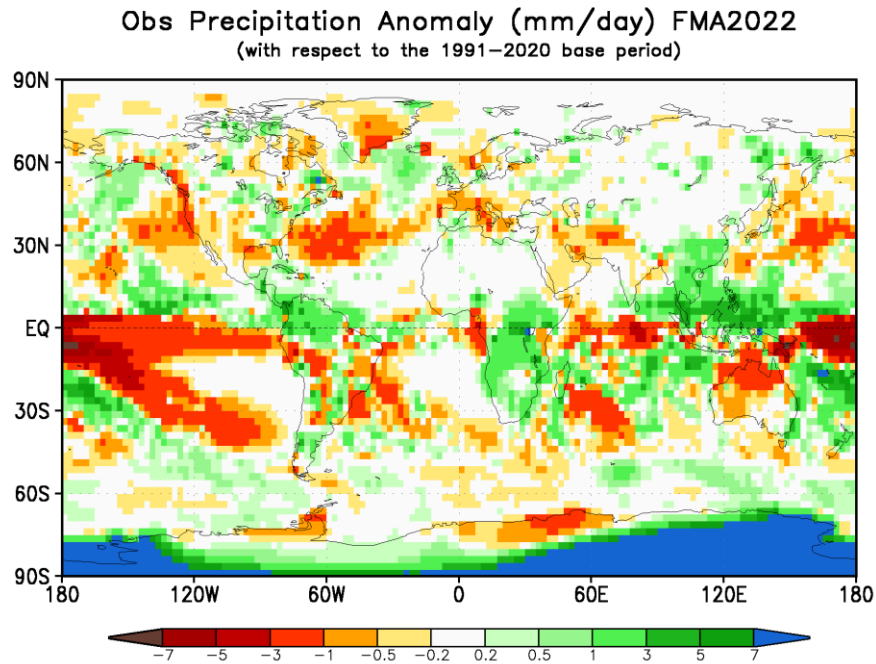 Obs Precipitation Anomaly (mm/day) FMA2022
(with respect to the 1991–2020 base period)
90N
60N
30N
EQ
30S
60S
90S
180 120W 60W 0 60E 120E 180
−7 −5 −3 −1 −0.5 −0.2 0.2 0.5 1 3 5 7